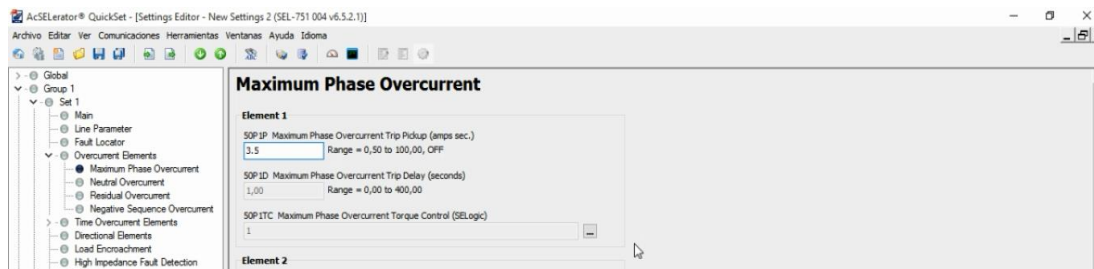 AcSELerator® QuickSet - [Settings Editor - New Settings 2 (SEL-751 004 v6.5.2.1)]
Archivo Editar Ver Comunicaciones Herramientas Ventanas Ayuda Idioma
Global
Group 1
Set 1
Main
Line Parameter
Fault Locator
Overcurrent Elements
Maximum Phase Overcurrent
Neutral Overcurrent
Residual Overcurrent
Negative Sequence Overcurrent
Time Overcurrent Elements
Directional Elements
Load Encroachment
High Impedance Fault Detection
Maximum Phase Overcurrent
Element 1
50P1P Maximum Phase Overcurrent Trip Pickup (amps sec.)
3.5 Range = 0,50 to 100,00, OFF
50P1D Maximum Phase Overcurrent Trip Delay (seconds)
1,00 Range = 0,00 to 400,00
50P1TC Maximum Phase Overcurrent Torque Control (SELogic)
1 ...
Element 2